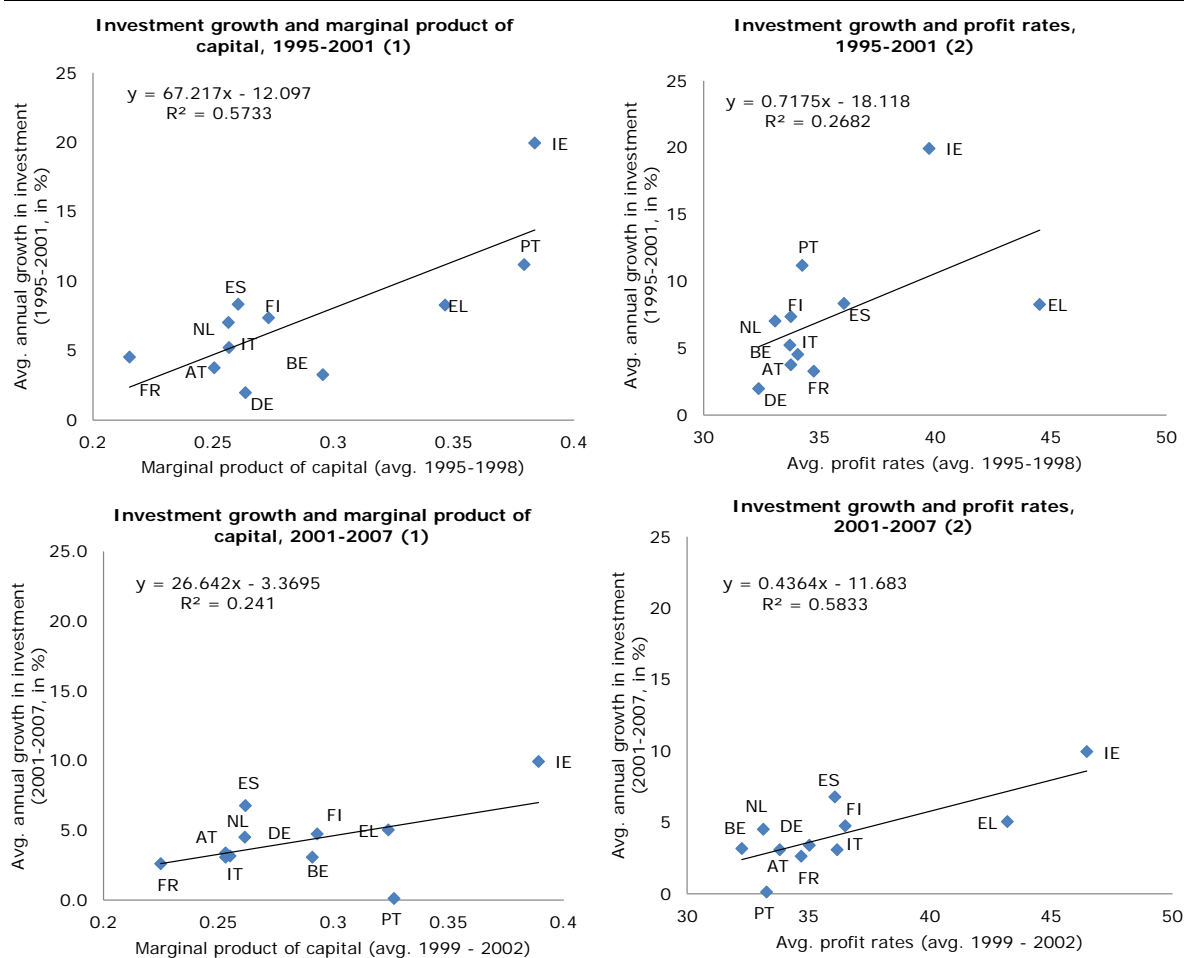 Investment growth and marginal product of
capital, 1995-2001 (1)
Avg. annual growth in investment
(1995-2001, in %)
25
20
15
10
5
0
y = 67.217x - 12.097
R² = 0.5733
IE
PT
ES
FI
EL
NL
IT
BE
AT
FR
DE
0.2
0.25
0.3
0.35
0.4
Marginal product of capital (avg. 1995-1998)
Investment growth and profit rates,
1995-2001 (2)
Avg. annual growth in investment
(1995-2001, in %)
25
20
15
10
5
0
y = 0.7175x - 18.118
R² = 0.2682
IE
PT
FI
EL
ES
NL
IT
BE
AT
FR
DE
30
35
40
45
50
Avg. profit rates (avg. 1995-1998)
Investment growth and marginal product of
capital, 2001-2007 (1)
Avg. annual growth in investment
(2001-2007, in %)
25.0
20.0
15.0
10.0
5.0
0.0
y = 26.642x - 3.3695
R² = 0.241
IE
ES
FI
NL
AT
DE
EL
IT
BE
FR
PT
0.2
0.25
0.3
0.35
0.4
Marginal product of capital (avg. 1999 - 2002)
Investment growth and profit rates,
2001-2007 (2)
Avg. annual growth in investment
(2001-2007, in %)
25
20
15
10
5
0
y = 0.4364x - 11.683
R² = 0.5833
IE
ES
NL
FI
BE
DE
EL
IT
AT
FR
PT
30
35
40
45
50
Avg. profit rates (avg. 1999 - 2002)